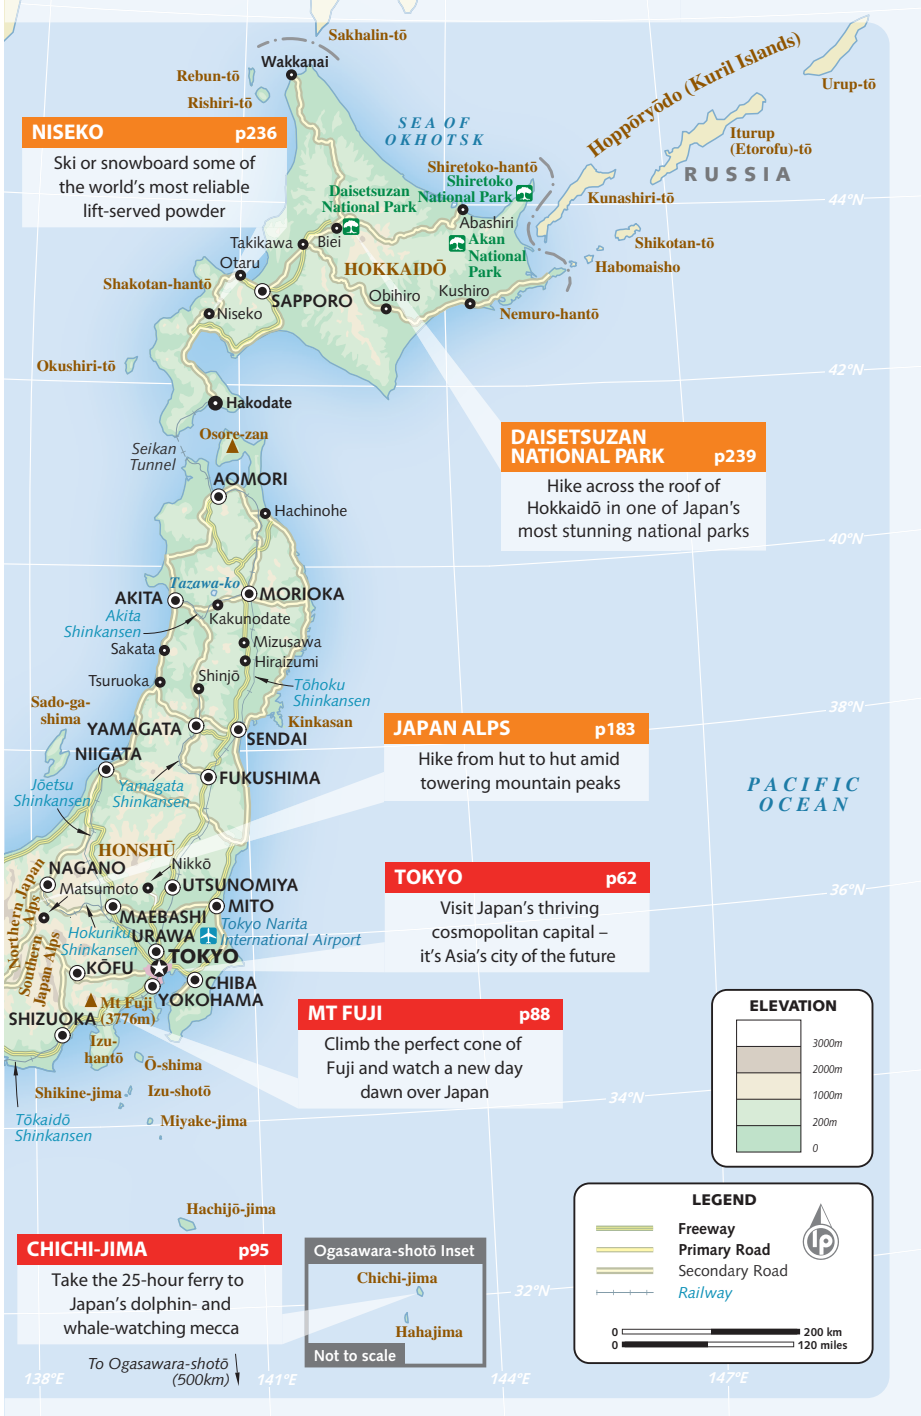 Sakhalin-tō
Wakkanai
Rebun-tō
Rishiri-tō
Urup-tō
Hoppōryōdo (Kuril Islands)
NISEKO p236
Ski or snowboard some of
the world's most reliable
lift-served powder
SEA OF
OKHOTSK
Iturup
(Etorofu)-tō
RUSSIA
Shiretoko-hantō
Shiretoko
National Park
Daisetsuzan
National Park
Kunashiri-tō
44°N
Abashiri
Takikawa
Biei
Akan
National
Park
Shikotan-tō
Habomaisho
Otaru
HOKKAIDŌ
Shakotan-hantō
SAPPORO
Obihiro
Kushiro
Niseko
Nemuro-hantō
Okushiri-tō
42°N
Hakodate
Osore-zan
Seikan
Tunnel
DAISETSUZAN
NATIONAL PARK p239
Hike across the roof of
Hokkaidō in one of Japan's
most stunning national parks
AOMORI
Hachinohe
40°N
Tazawa-ko
AKITA
MORIOKA
Akita
Shinkansen
Kakunodate
Mizusawa
Sakata
Hiraizumi
Tsuruoka
Shinjō
Tōhoku
Shinkansen
Sado-ga-
shima
38°N
YAMAGATA
Kinkasan
SENDAI
JAPAN ALPS p183
Hike from hut to hut amid
towering mountain peaks
NIIGATA
FUKUSHIMA
Jōetsu
Shinkansen
Yamagata
Shinkansen
PACIFIC
OCEAN
HONSHŪ
Nikkō
NAGANO
Matsumoto
UTSUNOMIYA
36°N
TOKYO p62
Visit Japan's thriving
cosmopolitan capital –
it's Asia's city of the future
Northern Japan
Alps
MAEBASHI
MITO
Hokuriku
Shinkansen
URAWA
Tokyo Narita
International Airport
Southern
Japan Alps
TOKYO
KŌFU
CHIBA
YOKOHAMA
Mt Fuji
(3776m)
SHIZUOKA
MT FUJI p88
Climb the perfect cone of
Fuji and watch a new day
dawn over Japan
Izu-
hantō
Ō-shima
Shikine-jima
Izu-shotō
34°N
Tōkaidō
Shinkansen
Miyake-jima
ELEVATION
3000m
2000m
1000m
200m
0
Hachijō-jima
CHICHI-JIMA p95
Take the 25-hour ferry to
Japan's dolphin- and
whale-watching mecca
Ogasawara-shotō Inset
Chichi-jima
Hahajima
Not to scale
32°N
LEGEND
Freeway
Primary Road
Secondary Road
Railway
lp
0 200 km
0 120 miles
To Ogasawara-shotō
(500km)
138°E
141°E
144°E
147°E